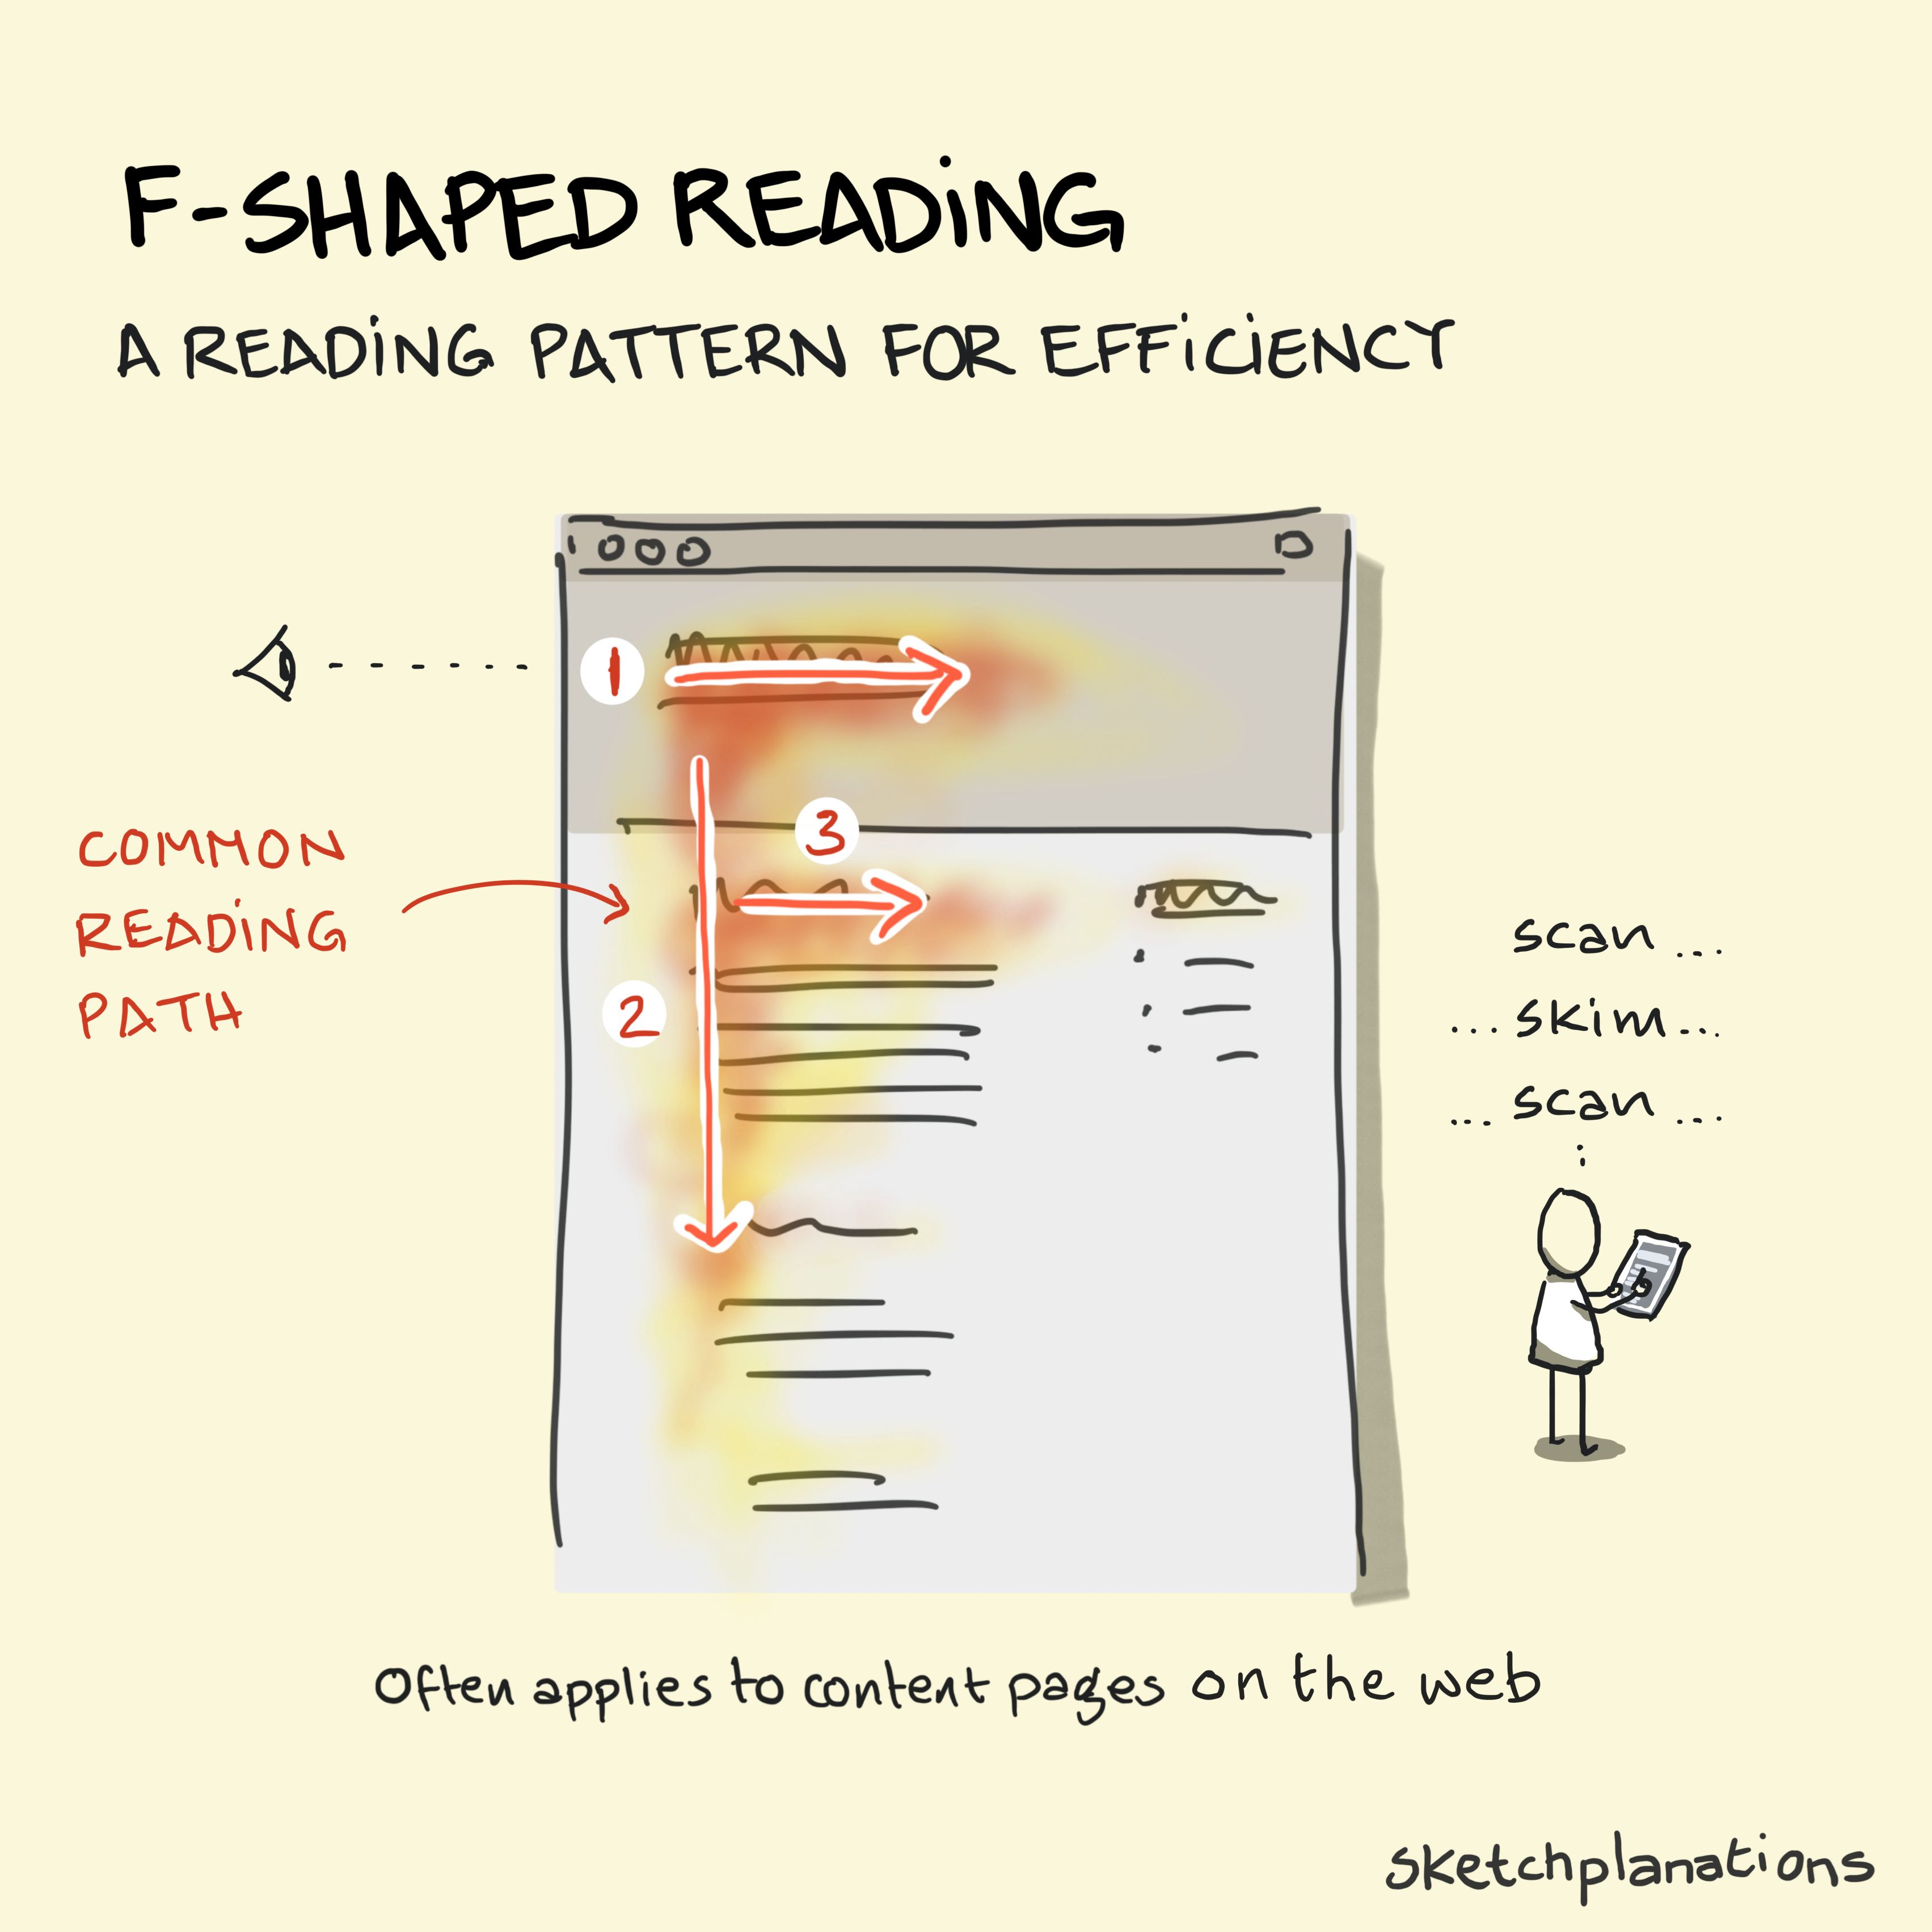 F-SHAPED READING
A READING PATTERN FOR EFFICIENCY
1
3
COMMON
READING
PATH
2
scan...
...skim...
...scan...
Often applies to content pages on the web
sketchplanations